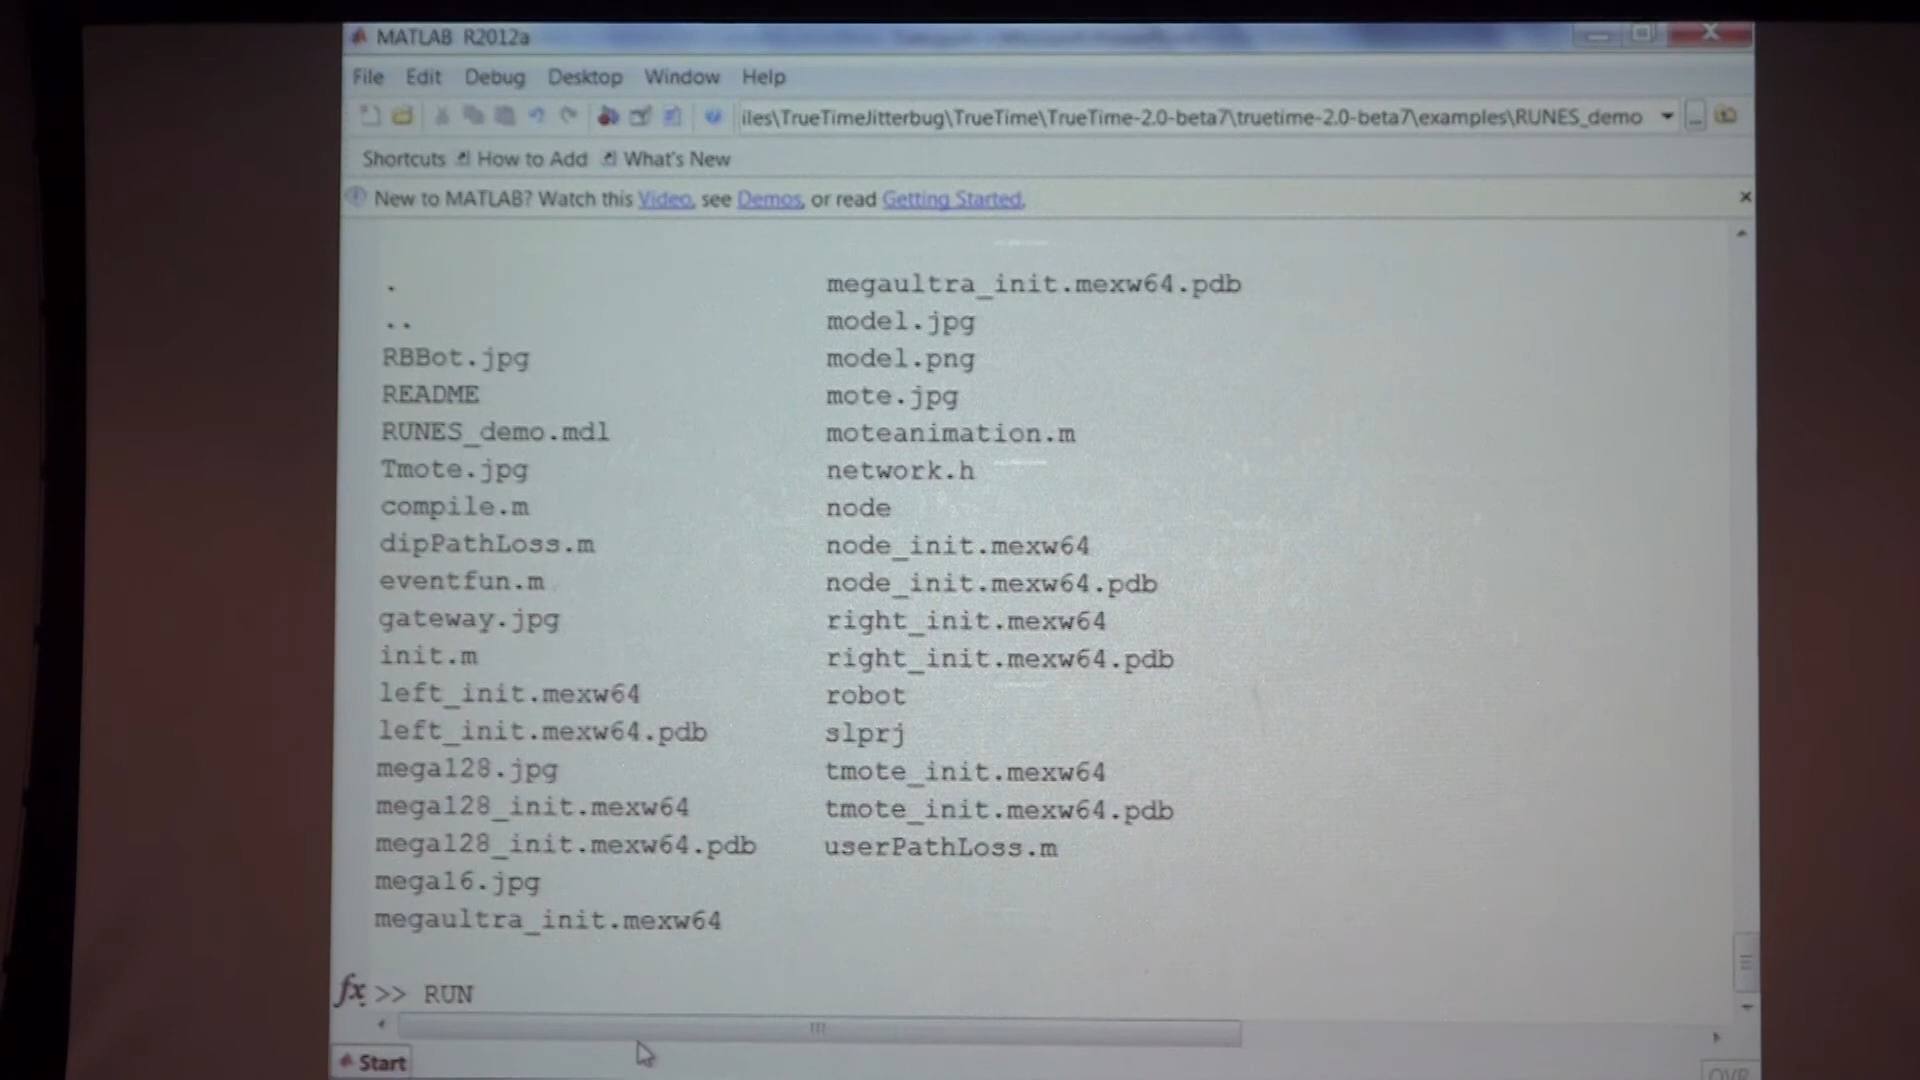 MATLAB R2012a
File Edit Debug Desktop Window Help
iles\TrueTimeJitterbug\TrueTime\TrueTime-2.0-beta7\truetime-2.0-beta7\examples\RUNES_demo
Shortcuts How to Add What's New
New to MATLAB? Watch this Video, see Demos, or read Getting Started.
.
..
RBBot.jpg
README
RUNES_demo.mdl
Tmote.jpg
compile.m
dipPathLoss.m
eventfun.m
gateway.jpg
init.m
left_init.mexw64
left_init.mexw64.pdb
mega128.jpg
mega128_init.mexw64
mega128_init.mexw64.pdb
mega16.jpg
megaultra_init.mexw64
megaultra_init.mexw64.pdb
model.jpg
model.png
mote.jpg
moteanimation.m
network.h
node
node_init.mexw64
node_init.mexw64.pdb
right_init.mexw64
right_init.mexw64.pdb
robot
slprj
tmote_init.mexw64
tmote_init.mexw64.pdb
userPathLoss.m
fx >> RUN
Start
OVR